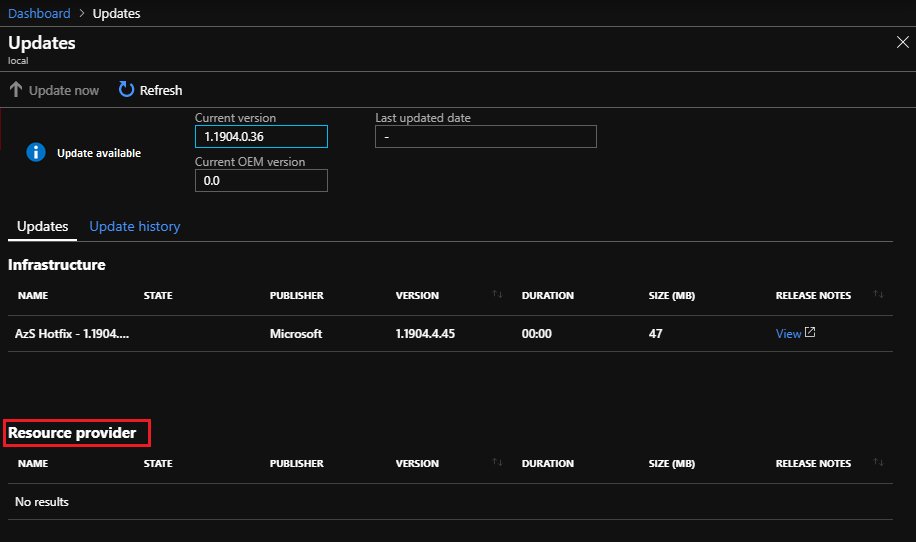 Dashboard > Updates
Updates
local
Update now Refresh
Current version Last updated date
Update available 1.1904.0.36 -
Current OEM version
0.0
Updates Update history
Infrastructure
NAME STATE PUBLISHER VERSION DURATION SIZE (MB) RELEASE NOTES
AzS Hotfix - 1.1904.... Microsoft 1.1904.4.45 00:00 47 View
Resource provider
NAME STATE PUBLISHER VERSION DURATION SIZE (MB) RELEASE NOTES
No results